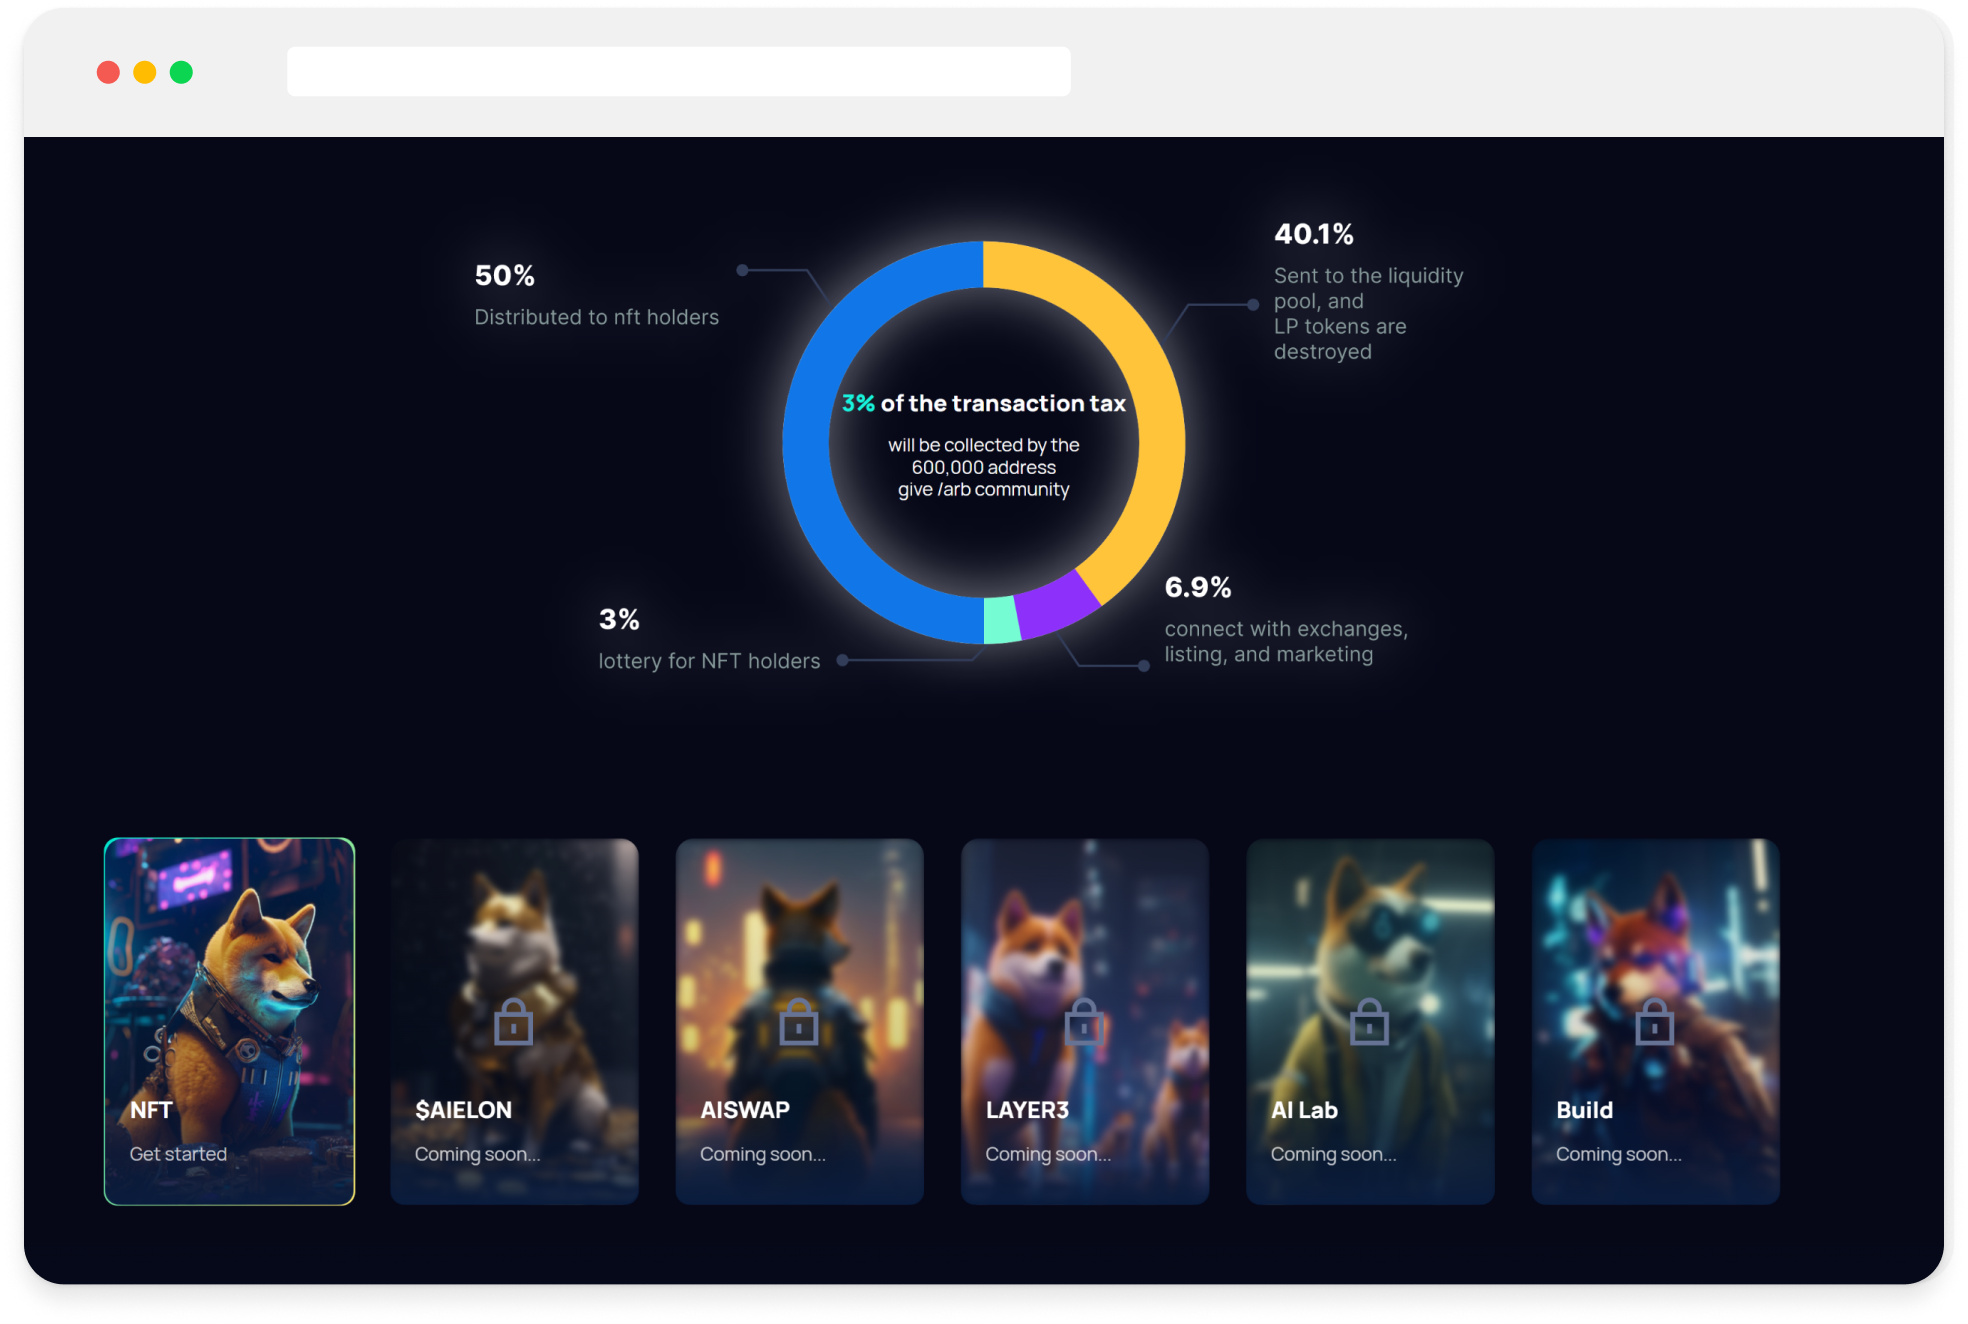 50%
Distributed to nft holders
40.1%
Sent to the liquidity
pool, and
LP tokens are
destroyed
3% of the transaction tax
will be collected by the
600,000 address
give /arb community
3%
lottery for NFT holders
6.9%
connect with exchanges,
listing, and marketing
NFT
Get started
$AIELON
Coming soon...
AISWAP
Coming soon...
LAYER3
Coming soon...
AI Lab
Coming soon...
Build
Coming soon...